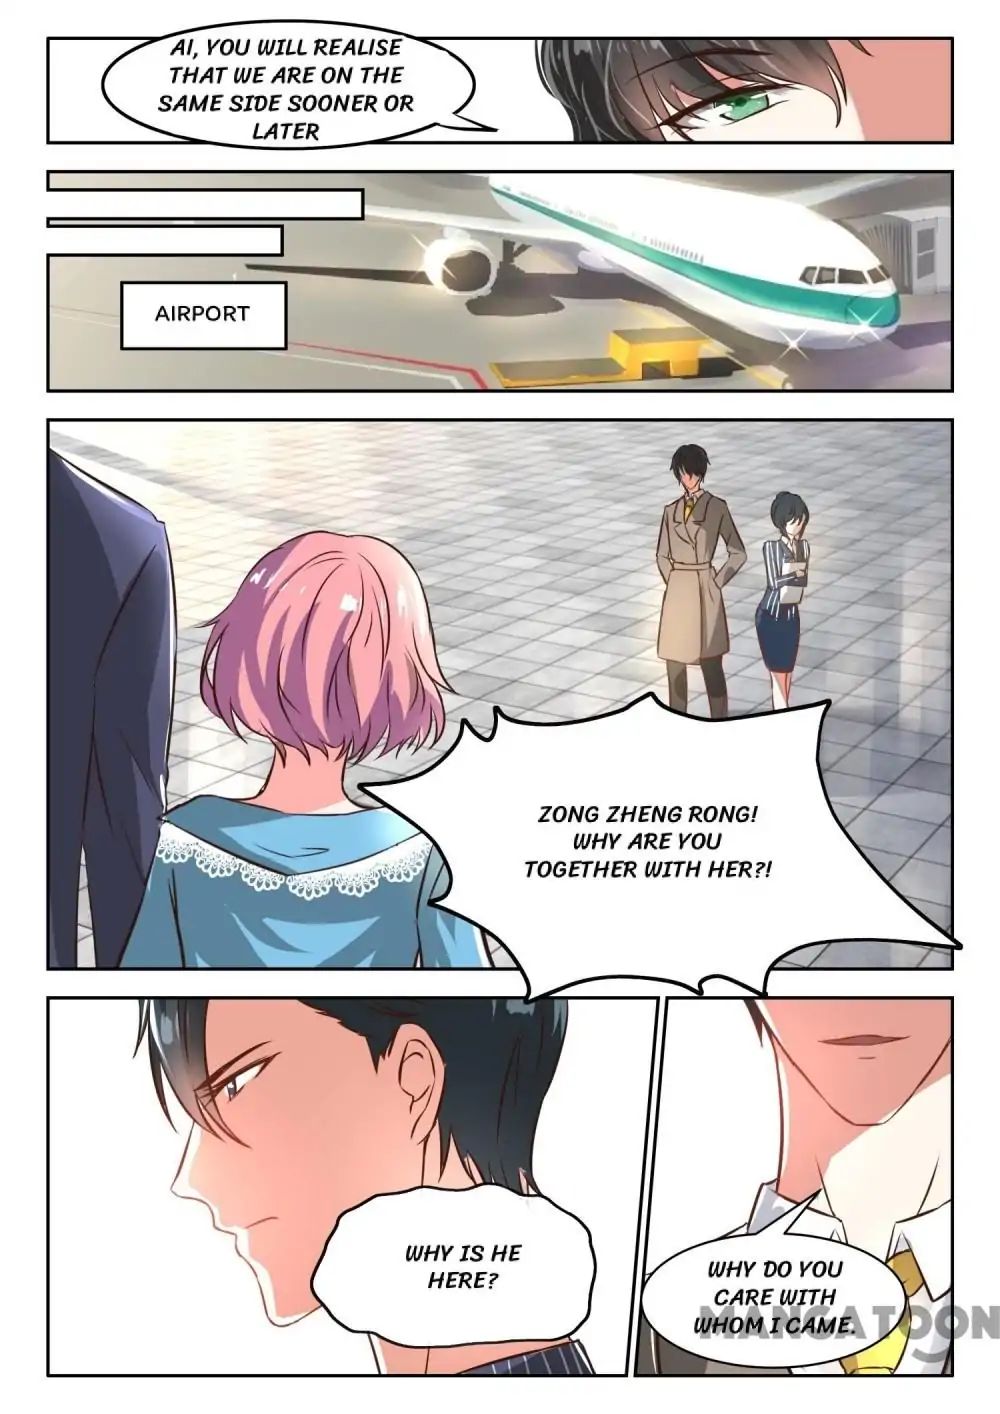 AI, YOU WILL REALISE
THAT WE ARE ON THE
SAME SIDE SOONER OR
LATER
AIRPORT
ZONG ZHENG RONG!
WHY ARE YOU
TOGETHER WITH HER?!
WHY IS HE
HERE?
WHY DO YOU
CARE WITH
WHOM I CAME.
MANGATOON